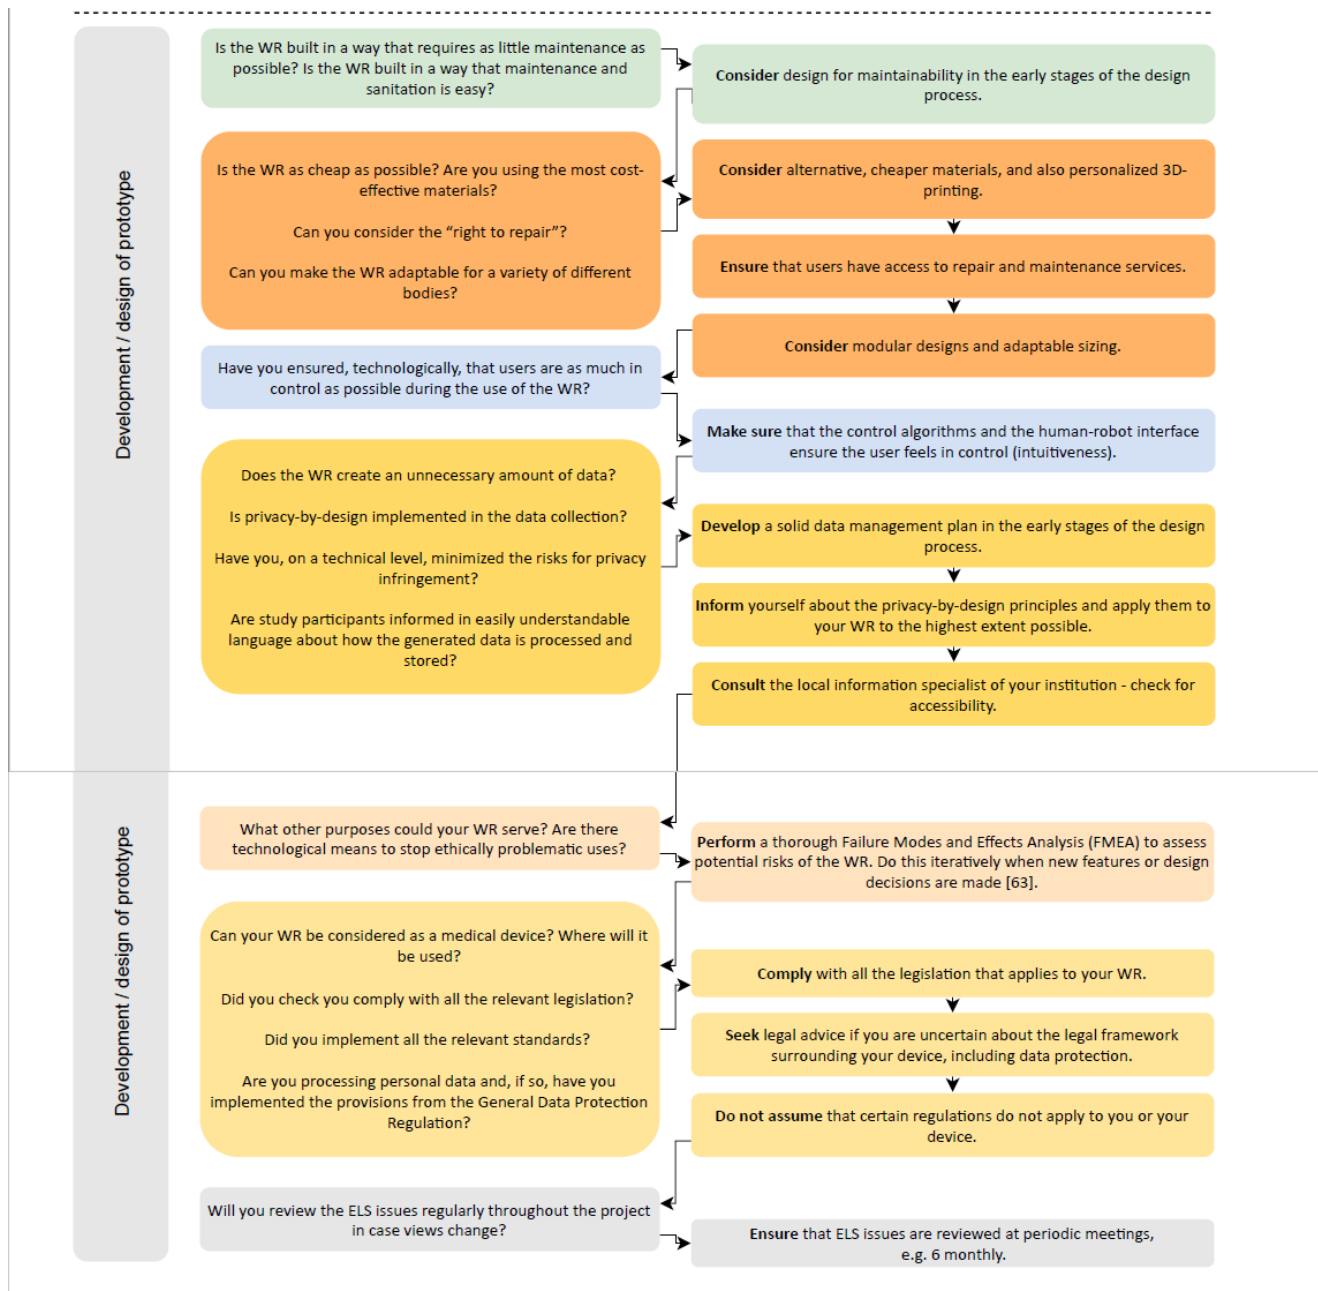 Development / design of prototype
Is the WR built in a way that requires as little maintenance as
possible? Is the WR built in a way that maintenance and
sanitation is easy?
Consider design for maintainability in the early stages of the design
process.
Is the WR as cheap as possible? Are you using the most cost-
effective materials?
Can you consider the “right to repair”?
Can you make the WR adaptable for a variety of different
bodies?
Consider alternative, cheaper materials, and also personalized 3D-
printing.
Ensure that users have access to repair and maintenance services.
Consider modular designs and adaptable sizing.
Have you ensured, technologically, that users are as much in
control as possible during the use of the WR?
Make sure that the control algorithms and the human-robot interface
ensure the user feels in control (intuitiveness).
Does the WR create an unnecessary amount of data?
Is privacy-by-design implemented in the data collection?
Have you, on a technical level, minimized the risks for privacy
infringement?
Are study participants informed in easily understandable
language about how the generated data is processed and
stored?
Develop a solid data management plan in the early stages of the design
process.
Inform yourself about the privacy-by-design principles and apply them to
your WR to the highest extent possible.
Consult the local information specialist of your institution - check for
accessibility.
Development / design of prototype
What other purposes could your WR serve? Are there
technological means to stop ethically problematic uses?
Perform a thorough Failure Modes and Effects Analysis (FMEA) to assess
potential risks of the WR. Do this iteratively when new features or design
decisions are made [63].
Can your WR be considered as a medical device? Where will it
be used?
Did you check you comply with all the relevant legislation?
Did you implement all the relevant standards?
Are you processing personal data and, if so, have you
implemented the provisions from the General Data Protection
Regulation?
Comply with all the legislation that applies to your WR.
Seek legal advice if you are uncertain about the legal framework
surrounding your device, including data protection.
Do not assume that certain regulations do not apply to you or your
device.
Will you review the ELS issues regularly throughout the project
in case views change?
Ensure that ELS issues are reviewed at periodic meetings,
e.g. 6 monthly.